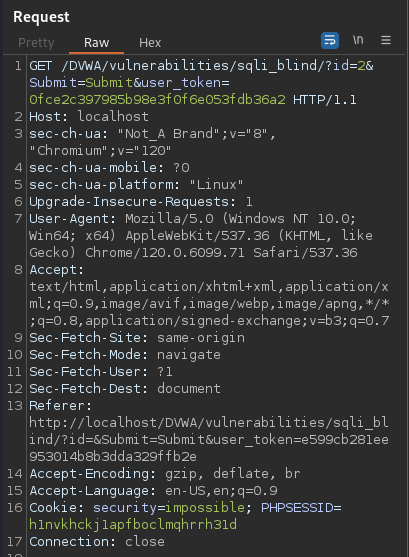 Request
Pretty Raw Hex
\n
1 GET /DVWA/vulnerabilities/sqli_blind/?id=2&
Submit=Submit&user_token=
0fce2c397985b98e3f0f6e053fdb36a2 HTTP/1.1
2 Host: localhost
3 sec-ch-ua: "Not_A Brand";v="8",
"Chromium";v="120"
4 sec-ch-ua-mobile: ?0
5 sec-ch-ua-platform: "Linux"
6 Upgrade-Insecure-Requests: 1
7 User-Agent: Mozilla/5.0 (Windows NT 10.0;
Win64; x64) AppleWebKit/537.36 (KHTML, like
Gecko) Chrome/120.0.6099.71 Safari/537.36
8 Accept:
text/html,application/xhtml+xml,application/x
ml;q=0.9,image/avif,image/webp,image/apng,*/*
;q=0.8,application/signed-exchange;v=b3;q=0.7
9 Sec-Fetch-Site: same-origin
10 Sec-Fetch-Mode: navigate
11 Sec-Fetch-User: ?1
12 Sec-Fetch-Dest: document
13 Referer:
http://localhost/DVWA/vulnerabilities/sqli_bl
ind/?id=&Submit=Submit&user_token=e599cb281ee
953014b8b3dda329ffb2e
14 Accept-Encoding: gzip, deflate, br
15 Accept-Language: en-US,en;q=0.9
16 Cookie: security=impossible; PHPSESSID=
h1nvkhckj1apfboclmqhrrh31d
17 Connection: close